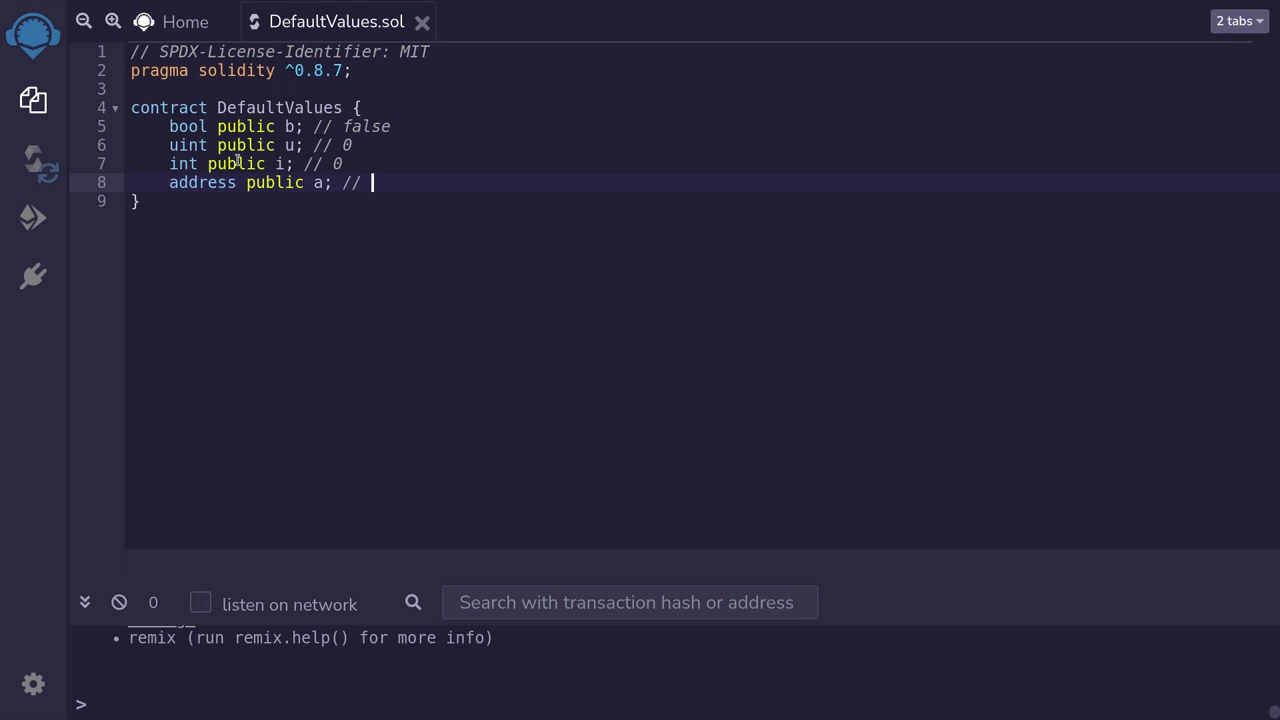 Home
DefaultValues.sol
2 tabs
1 // SPDX-License-Identifier: MIT
2 pragma solidity ^0.8.7;
3
4 contract DefaultValues {
5 bool public b; // false
6 uint public u; // 0
7 int public i; // 0
8 address public a; //
9 }
0
listen on network
Search with transaction hash or address
• remix (run remix.help() for more info)
>